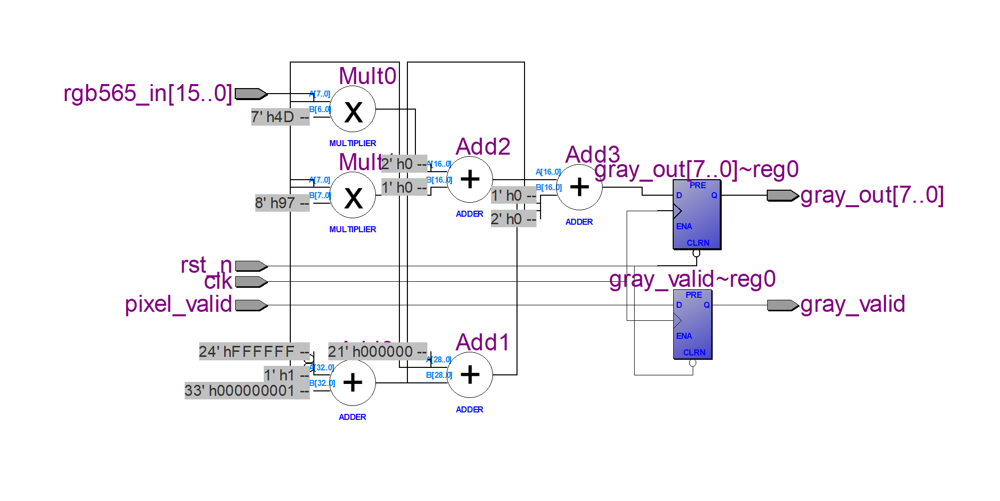 rgb565_in[15..0]
Mult0
A[7..0]
B[6..0]
7' h4D --
MULTIPLIER
A[7..0]
B[7..0]
8' h97 --
MULTIPLIER
2' h0 --
1' h0 --
Add2
A[16..0]
B[16..0]
ADDER
Add3
A[16..0]
B[16..0]
1' h0 --
2' h0 --
ADDER
gray_out[7..0]~reg0
PRE
D
Q
ENA
CLRN
gray_out[7..0]
rst_n
clk
pixel_valid
gray_valid~reg0
PRE
D
Q
ENA
CLRN
gray_valid
24' hFFFFFF --
1' h1 --
33' h000000001 --
A[32..0]
B[32..0]
ADDER
21' h000000 --
Add1
A[28..0]
B[28..0]
ADDER